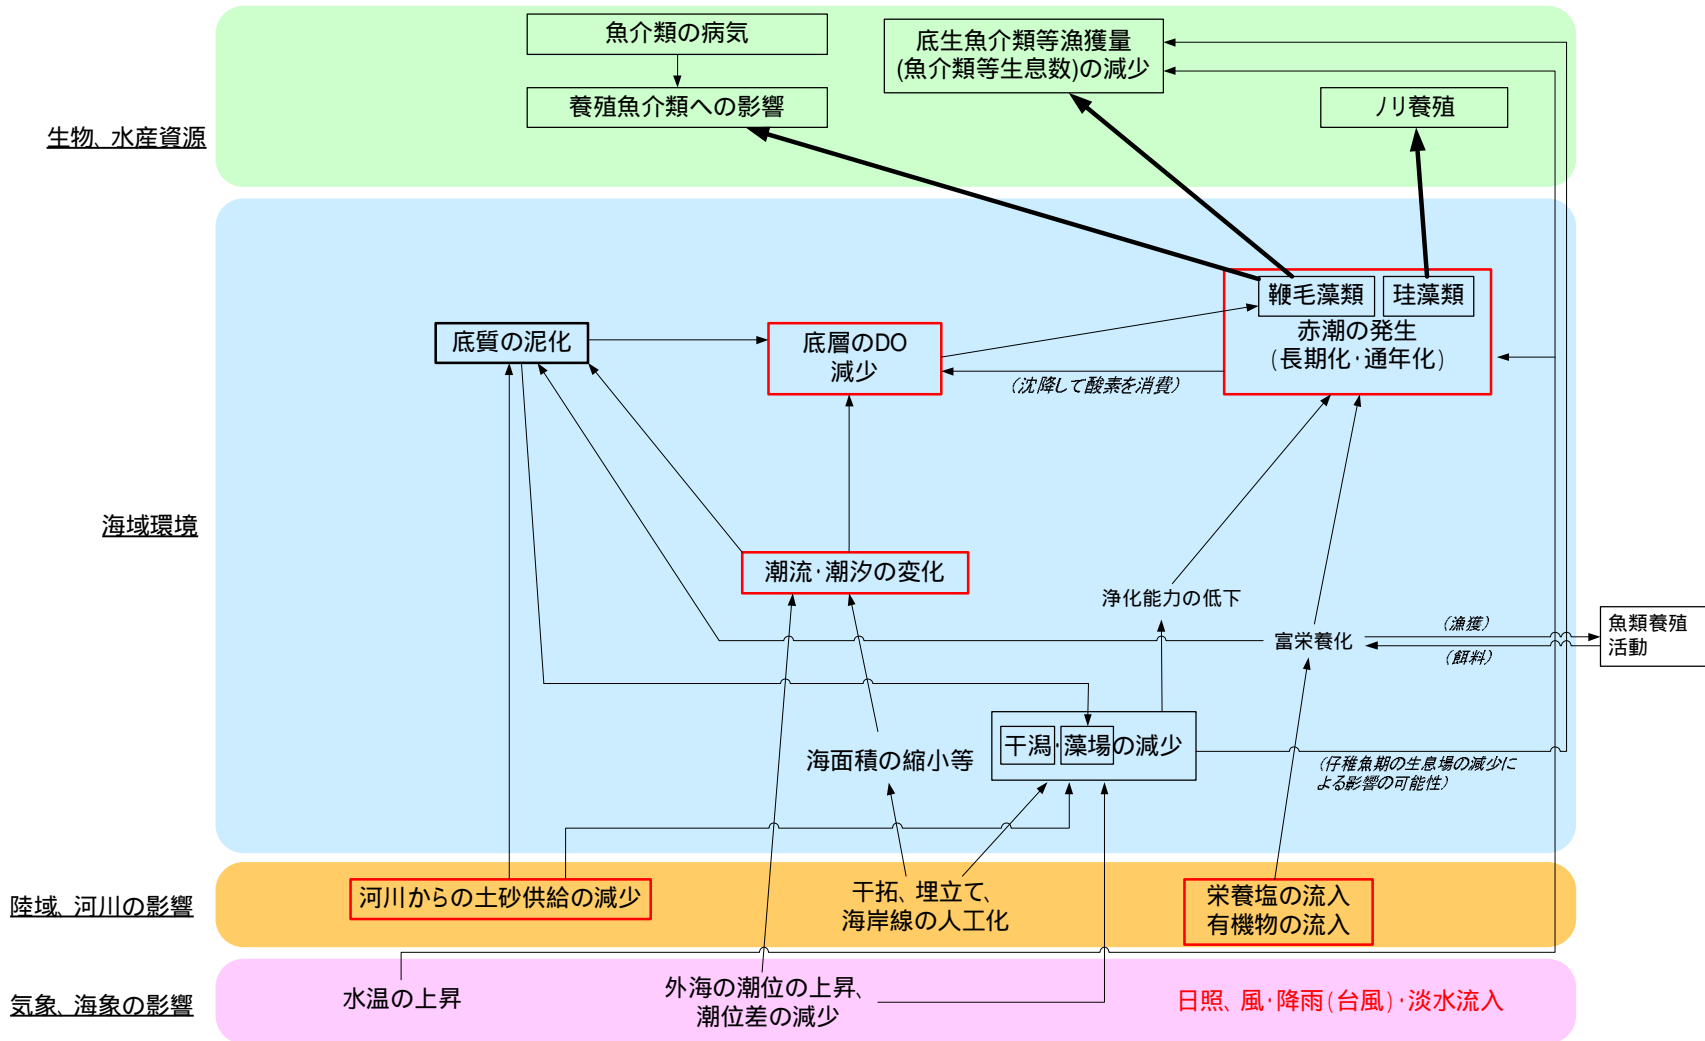 魚介類の病気
底生魚介類等漁獲量
(魚介類等生息数)の減少
養殖魚介類への影響
ノリ養殖
生物、水産資源
鞭毛藻類
珪藻類
赤潮の発生
(長期化・通年化)
底質の泥化
底層のDO
減少
(沈降して酸素を消費)
海域環境
潮流・潮汐の変化
浄化能力の低下
富栄養化
(漁獲)
(餌料)
魚類養殖
活動
干潟・藻場の減少
海面積の縮小等
(仔稚魚期の生息場の減少に
よる影響の可能性)
陸域、河川の影響
河川からの土砂供給の減少
干拓、埋立て、
海岸線の人工化
栄養塩の流入
有機物の流入
気象、海象の影響
水温の上昇
外海の潮位の上昇、
潮位差の減少
日照、風・降雨(台風)・淡水流入